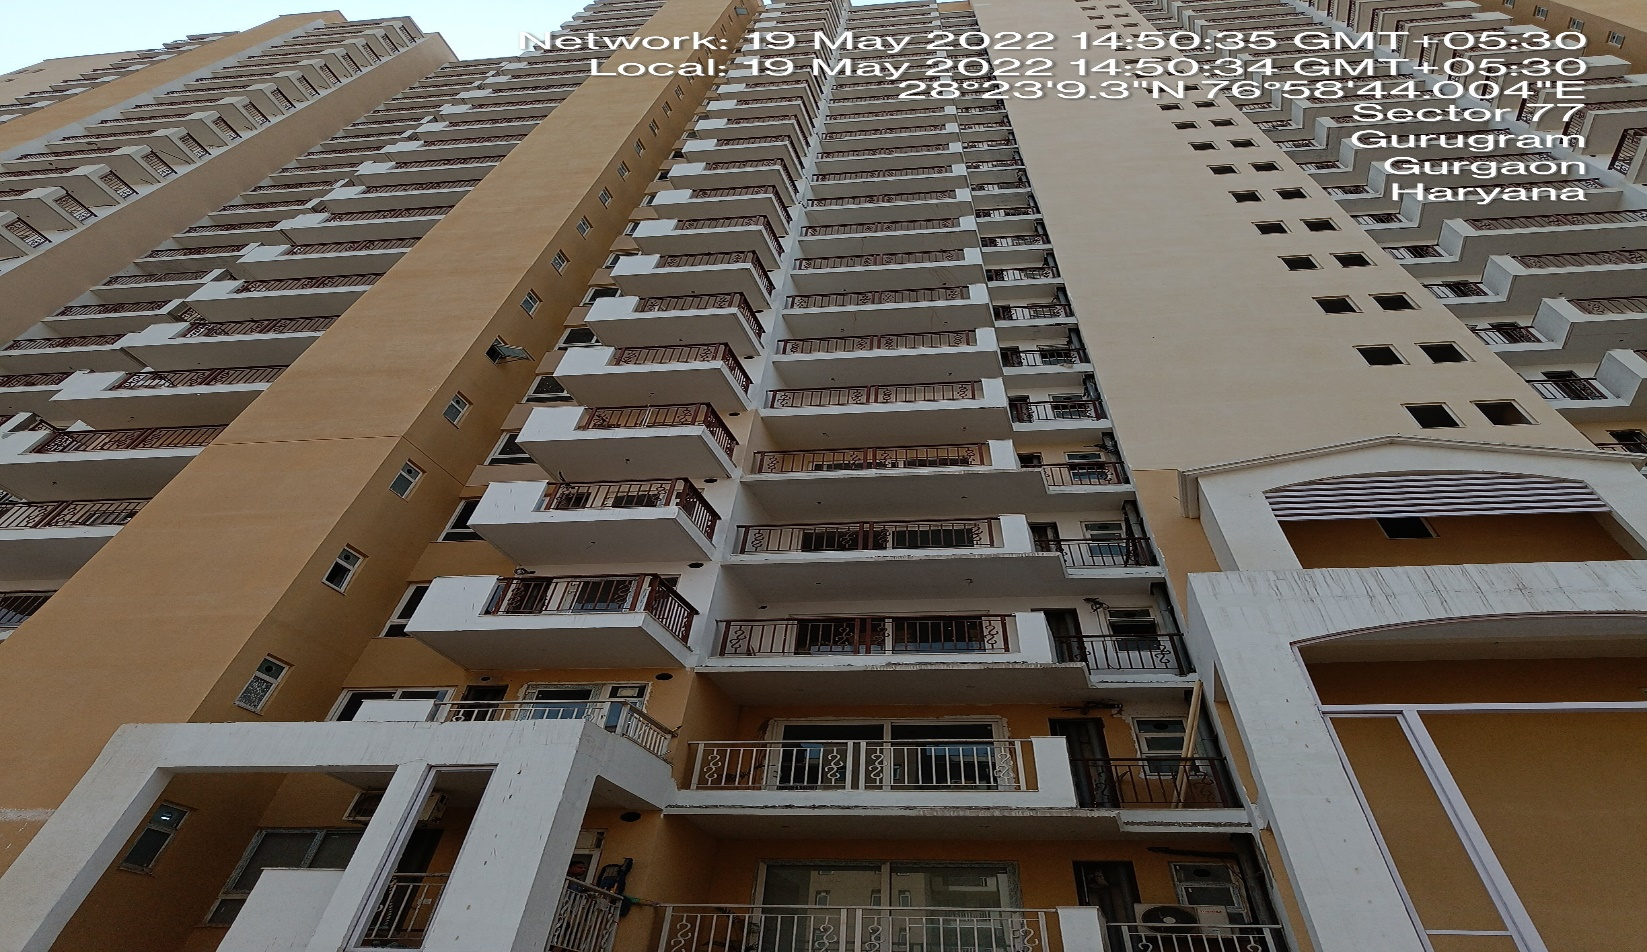 Network: 19 May 2022 14:50:35 GMT+05:30
Local: 19 May 2022 14:50:34 GMT+05:30
28°23'9.3"N 76°58'44.004"E
Sector 77
Gurugram
Gurgaon
Haryana